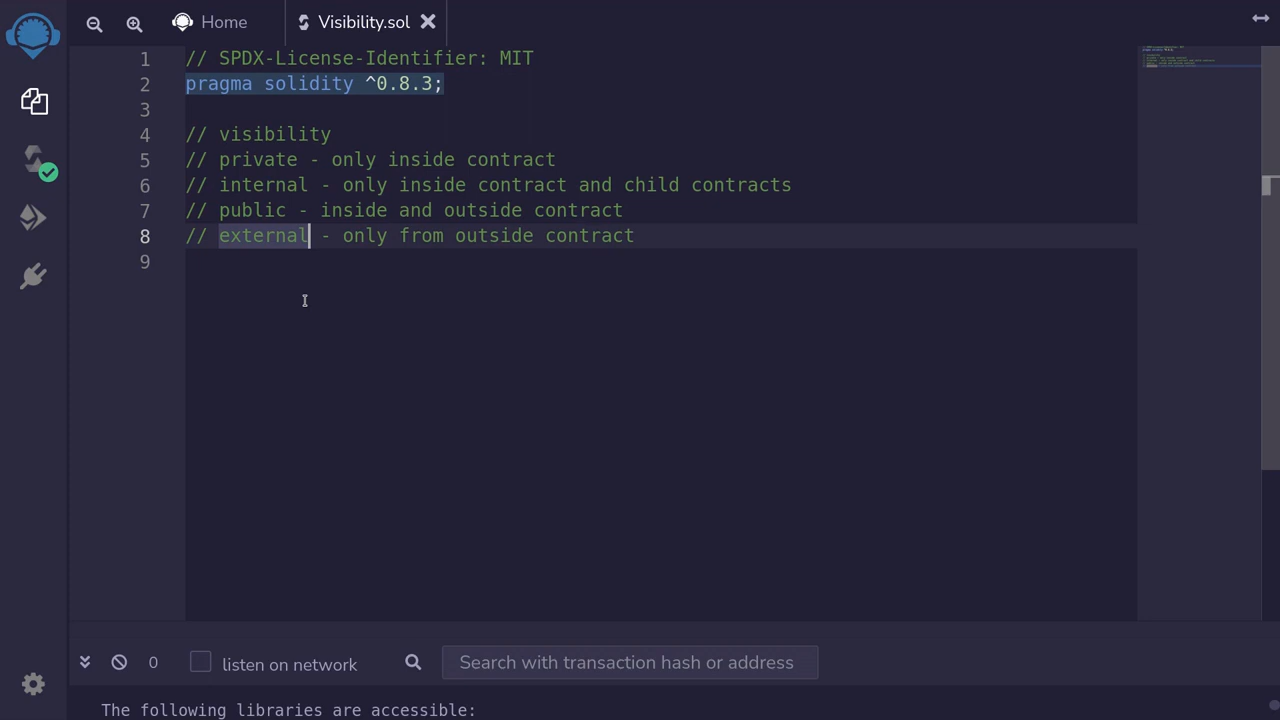 Home
Visibility.sol
1 // SPDX-License-Identifier: MIT
2 pragma solidity ^0.8.3;
3
4 // visibility
5 // private - only inside contract
6 // internal - only inside contract and child contracts
7 // public - inside and outside contract
8 // external - only from outside contract
9
0 listen on network Search with transaction hash or address
The following libraries are accessible: